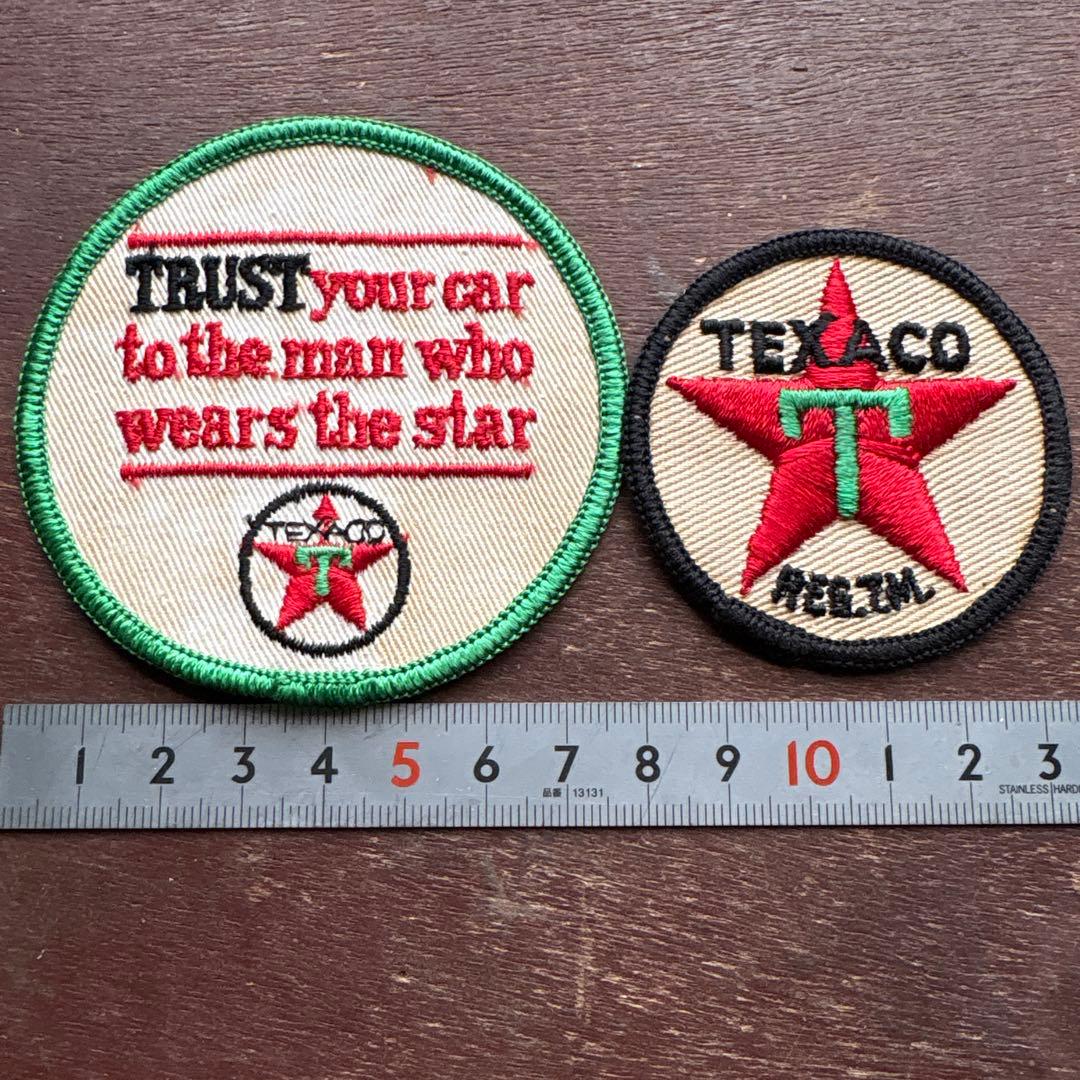 TRUST your car
to the man who
wears the star
TEXACO
T
TEXACO
T
REG. T.M.
1 2 3 4 5 6 7 8 9 10 1 2 3
品番 13131
STAINLESS HARD